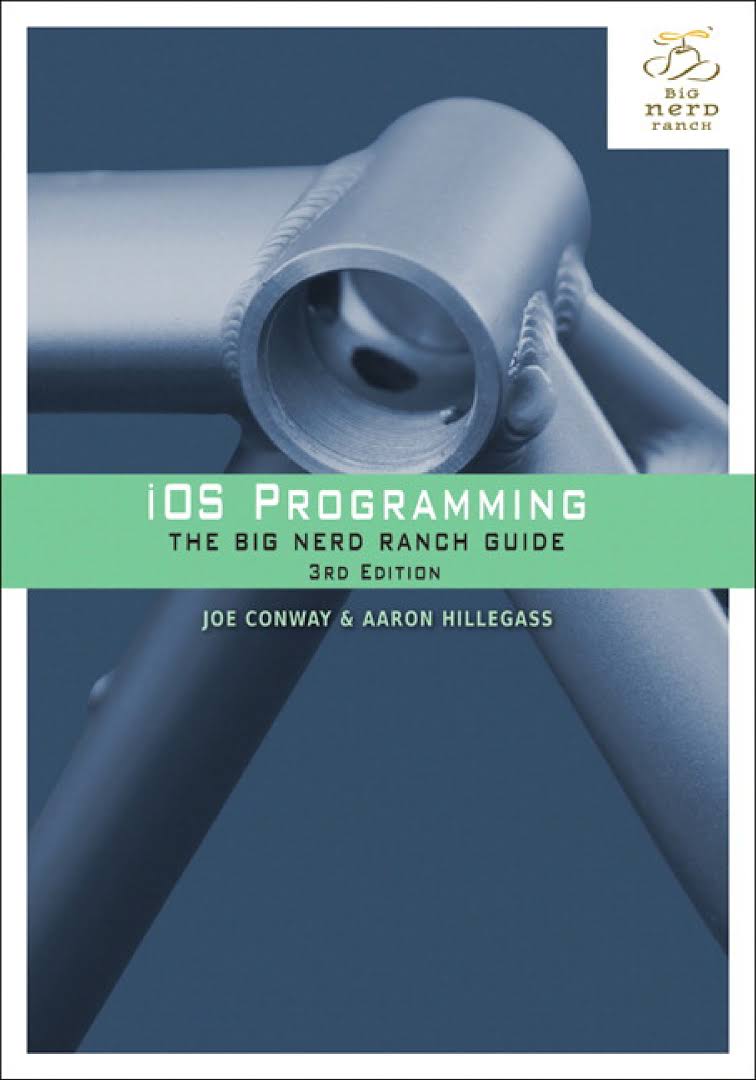 BiG
nerd
ranch
iOS Programming
The Big Nerd Ranch Guide
3rd Edition
Joe Conway & Aaron Hillegass